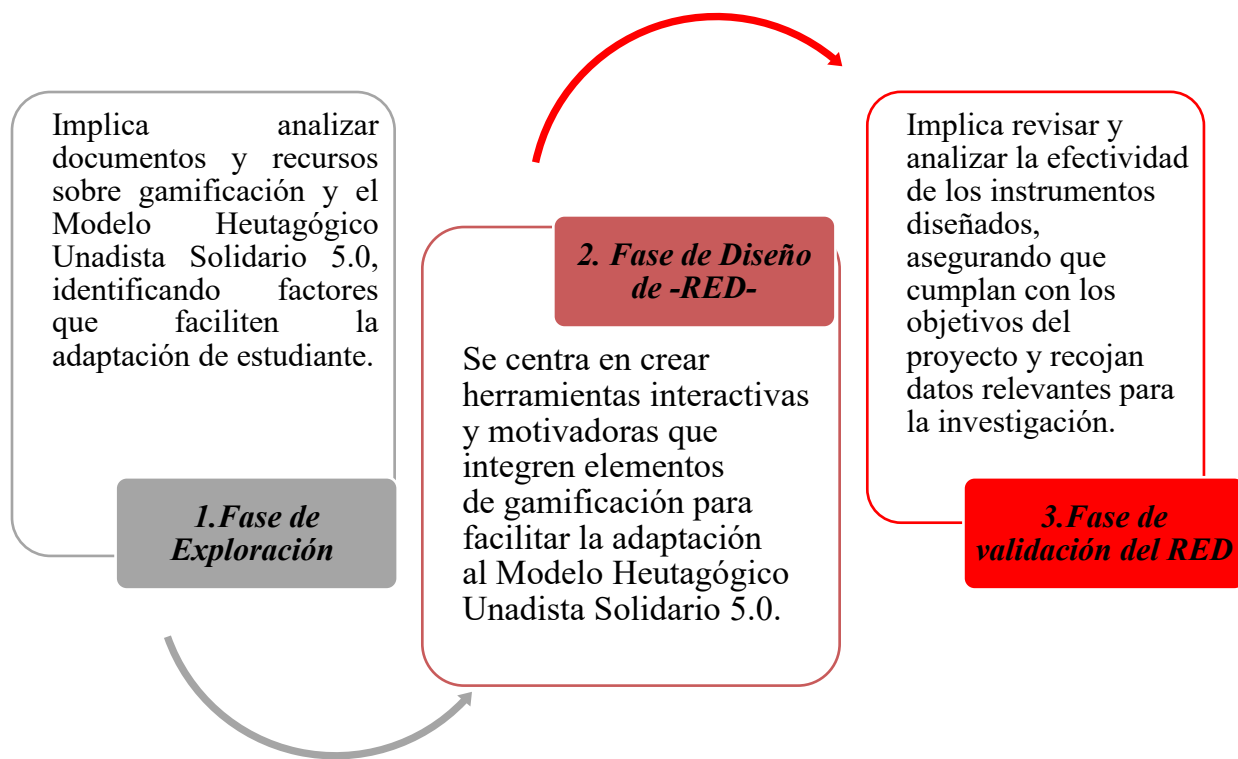 Implica analizar
documentos y recursos
sobre gamificación y el
Modelo Heutagógico
Unadista Solidario 5.0,
identificando factores
que faciliten la
adaptación de estudiante.
1.Fase de
Exploración
2. Fase de Diseño
de -RED-
Se centra en crear
herramientas interactivas
y motivadoras que
integren elementos
de gamificación para
facilitar la adaptación
al Modelo Heutagógico
Unadista Solidario 5.0.
Implica revisar y
analizar la efectividad
de los instrumentos
diseñados,
asegurando que
cumplan con los
objetivos del
proyecto y recojan
datos relevantes para
la investigación.
3.Fase de
validación del RED